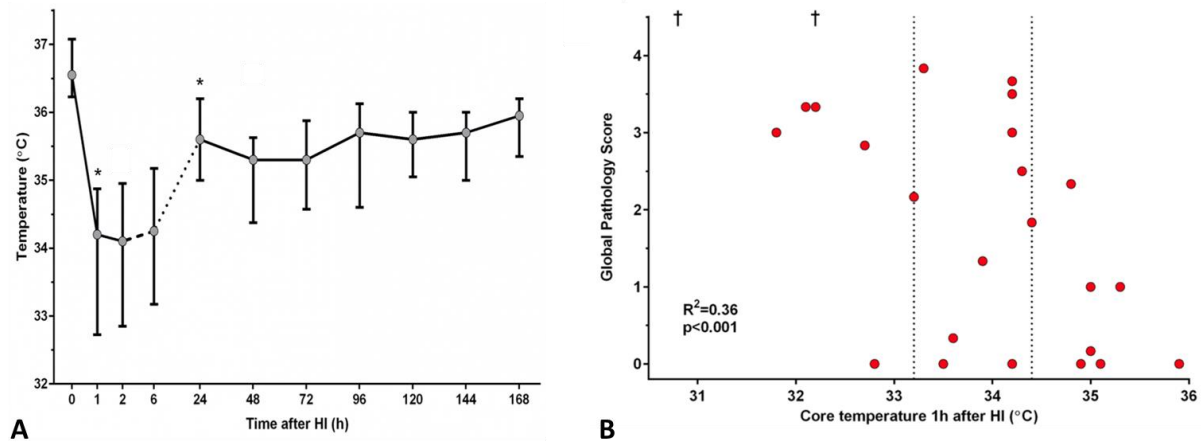 37
36
35
34
33
32
Temperature (°C)
*
*
0 1 2 6 24 48 72 96 120 144 168
Time after HI (h)
A
† †
4
3
2
1
0
Global Pathology Score
R²=0.36
p<0.001
31 32 33 34 35 36
Core temperature 1h after HI (°C)
B